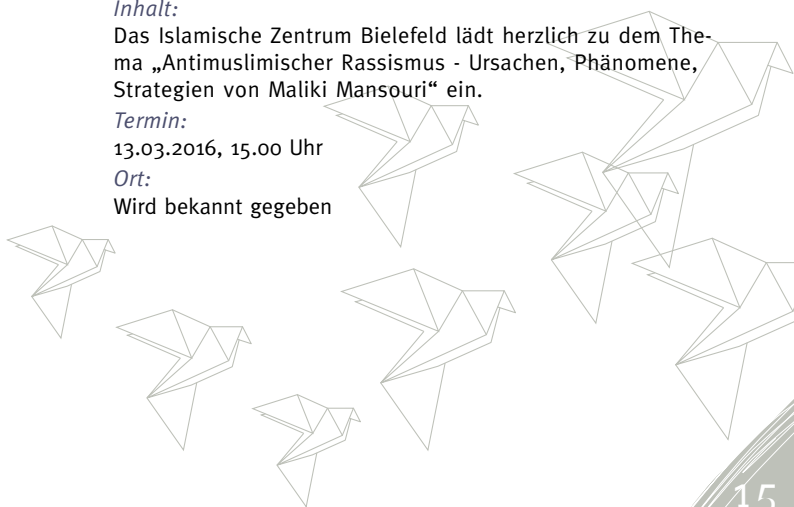 Inhalt:
Das Islamische Zentrum Bielefeld lädt herzlich zu dem The-
ma „Antimuslimischer Rassismus - Ursachen, Phänomene,
Strategien von Maliki Mansouri“ ein.
Termin:
13.03.2016, 15.00 Uhr
Ort:
Wird bekannt gegeben
15